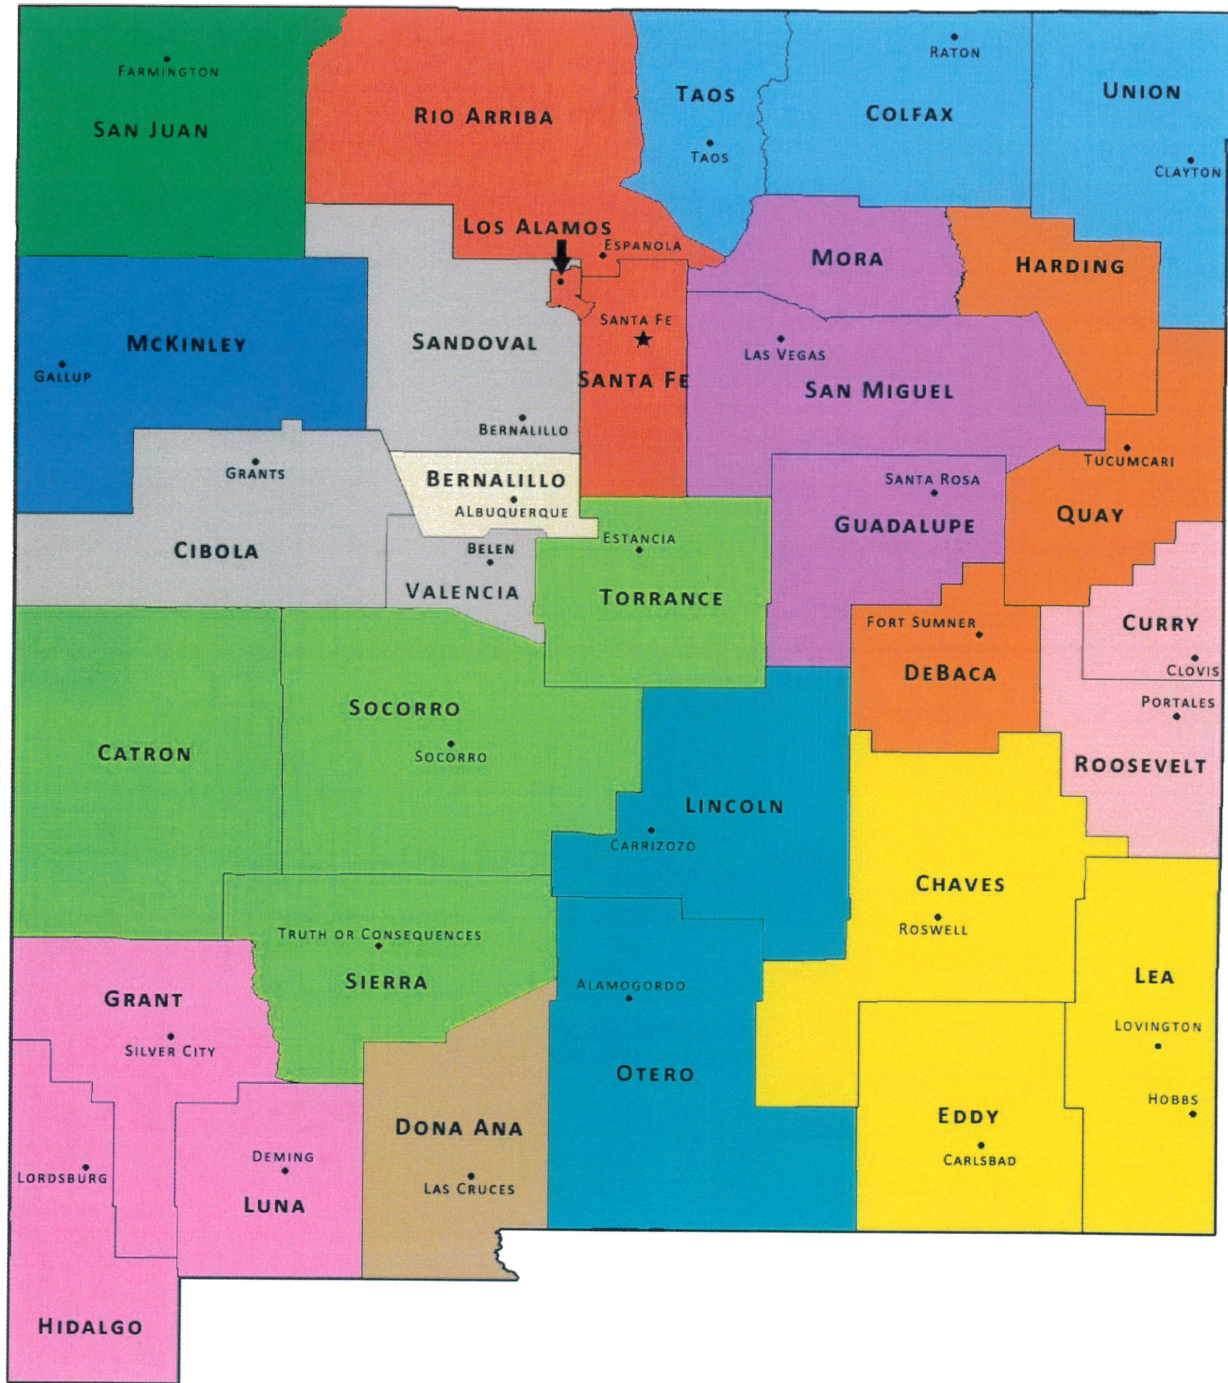 FARMINGTON
SAN JUAN
RIO ARRIBA
TAOS
TAOS
RATON
COLFAX
UNION
CLAYTON
LOS ALAMOS
ESPANOLA
MORA
HARDING
MCKINLEY
GALLUP
SANDOVAL
BERNALILLO
SANTA FE
SANTA FE
LAS VEGAS
SAN MIGUEL
TUCUMCARI
QUAY
GRANTS
CIBOLA
BERNALILLO
ALBUQUERQUE
BELEN
VALENCIA
ESTANCIA
TORRANCE
SANTA ROSA
GUADALUPE
FORT SUMNER
DEBACA
CURRY
CLOVIS
PORTALES
ROOSEVELT
CATRON
SOCORRO
SOCORRO
LINCOLN
CARRIZOZO
CHAVES
ROSWELL
TRUTH OR CONSEQUENCES
SIERRA
GRANT
SILVER CITY
ALAMOGORDO
OTERO
LEA
LOVINGTON
HOBBS
EDDY
CARLSBAD
DONA ANA
LAS CRUCES
LORDSBURG
DEMING
LUNA
HIDALGO